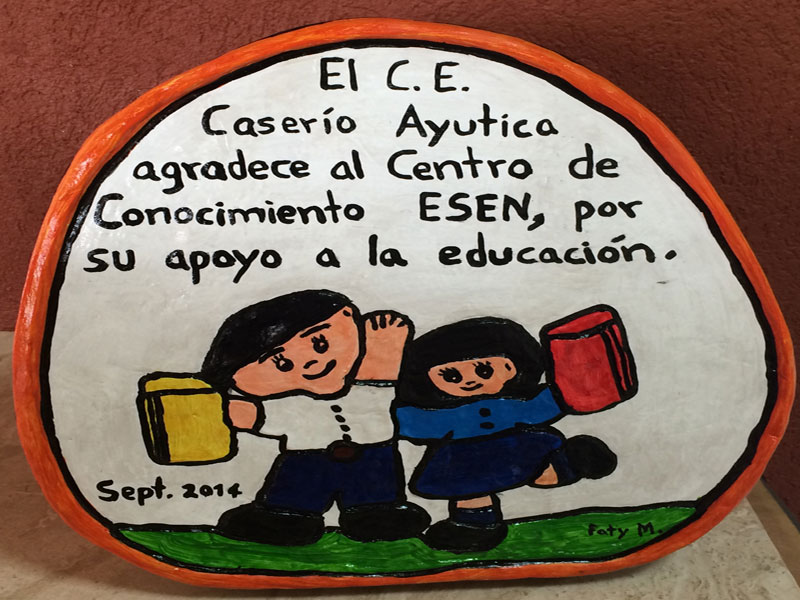 El C.E.
Caserío Ayutica
agradece al Centro de
Conocimiento ESEN, por
su apoyo a la educación.
Sept. 2014
Faty M.